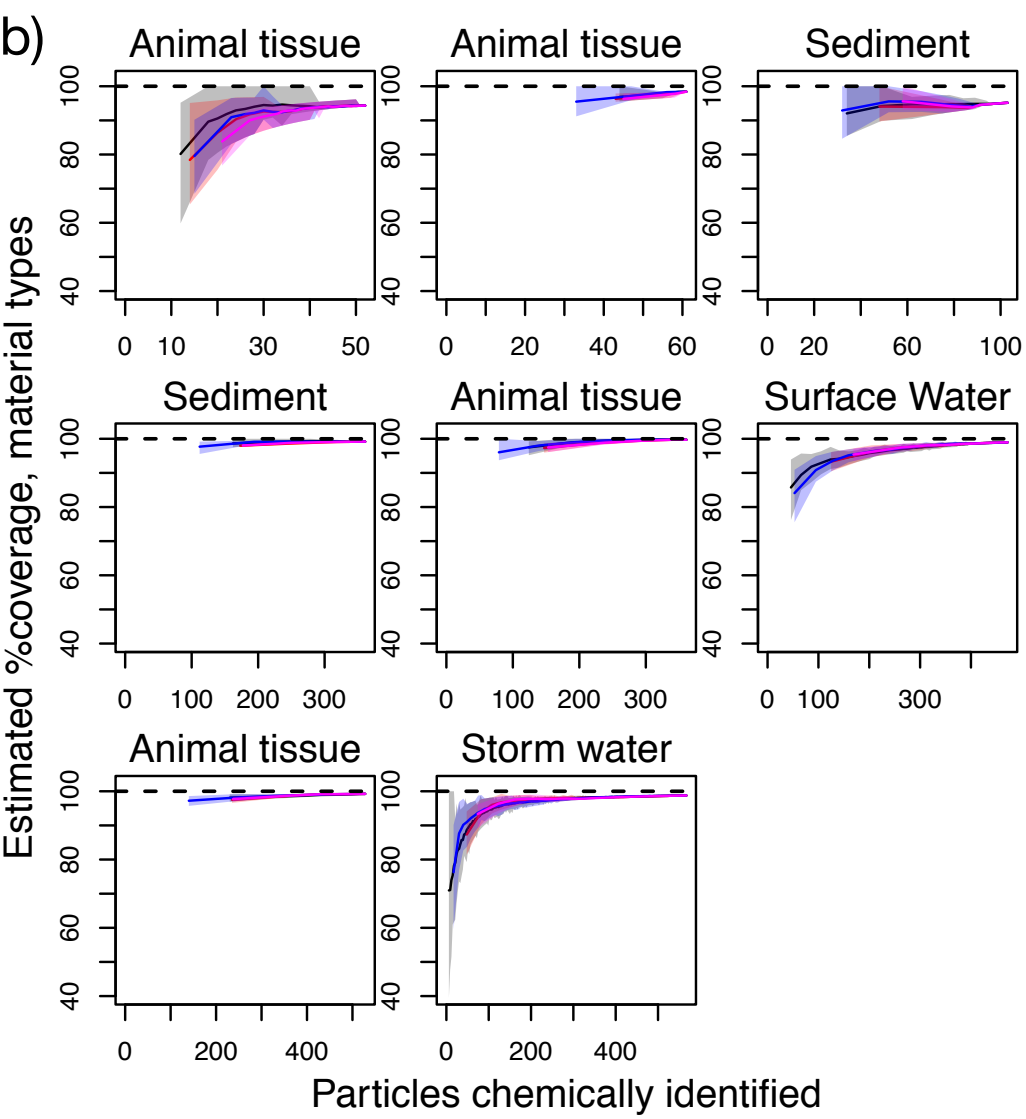 b)
Estimated %coverage, material types
Animal tissue
Animal tissue
Sediment
100
80
60
40
0 10 30 50
100
80
60
40
0 20 40 60
100
80
60
40
0 20 60 100
Sediment
Animal tissue
Surface Water
100
80
60
40
0 100 200 300
100
80
60
40
0 100 200 300
100
80
60
40
0 100 300
Animal tissue
Storm water
100
80
60
40
0 200 400
100
80
60
40
0 200 400
Particles chemically identified